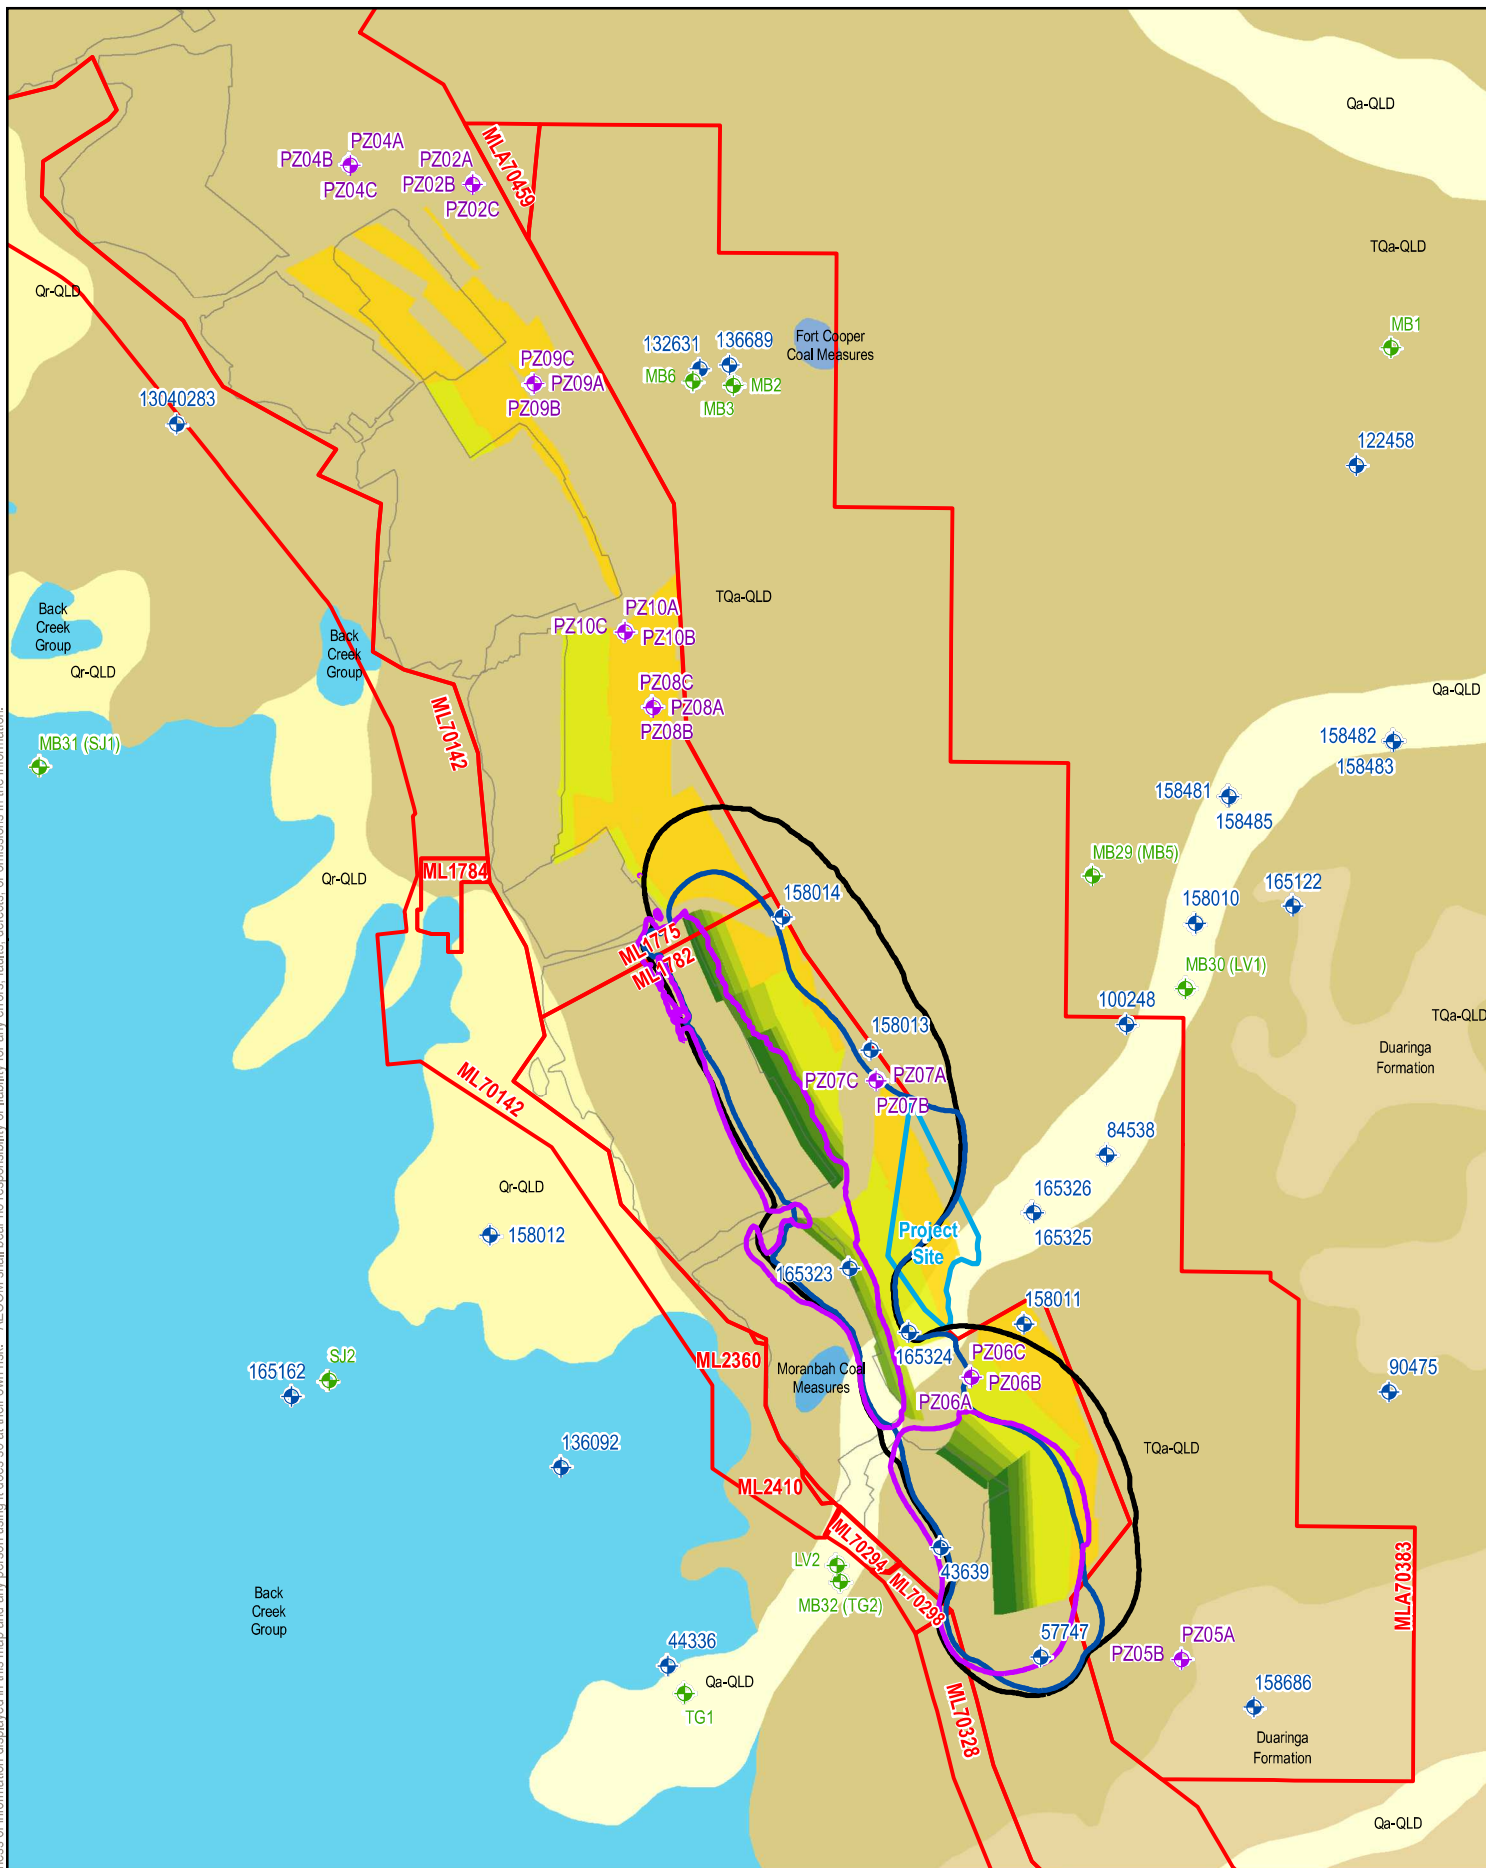 Qa-QLD
PZ04A
PZ04B
PZ04C
PZ02A
PZ02B
PZ02C
MLA70459
TQa-QLD
Qr-QLD
MB1
Fort Cooper
Coal Measures
132631
136689
MB6
MB2
MB3
PZ09C
PZ09A
PZ09B
13040283
122458
TQa-QLD
PZ10A
PZ10C
PZ10B
Back
Creek
Group
Back
Creek
Group
Qr-QLD
PZ08C
PZ08A
PZ08B
Qa-QLD
ML70142
MB31 (SJ1)
158482
158483
158481
158485
MB29 (MB5)
ML1784
Qr-QLD
165122
158014
158010
ML1775
ML1782
MB30 (LV1)
100248
TQa-QLD
158013
Duaringa
Formation
PZ07C
PZ07A
PZ07B
ML70142
84538
Qr-QLD
165326
165325
158012
Project
Site
165323
158011
165324
ML2360
Moranbah Coal
Measures
PZ06C
PZ06B
PZ06A
SJ2
165162
90475
136092
TQa-QLD
ML2410
ML70294
LV2
MB32 (TG2)
ML70298
43639
MLA70383
Back
Creek
Group
57747
PZ05A
PZ05B
44336
Qa-QLD
TG1
ML70328
158686
Duaringa
Formation
Qa-QLD